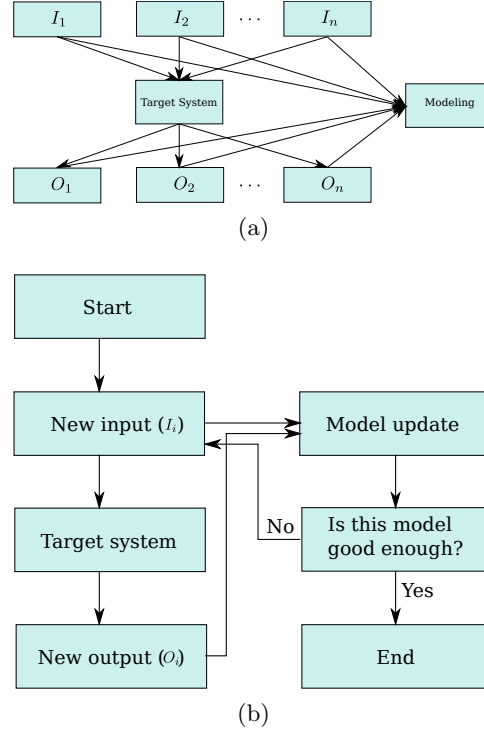 I₁ I₂ ... Iₙ
Target System
Modeling
O₁ O₂ ... Oₙ
(a)
Start
New input (Iᵢ)
Model update
Target system
No
Is this model
good enough?
Yes
New output (Oᵢ)
End
(b)